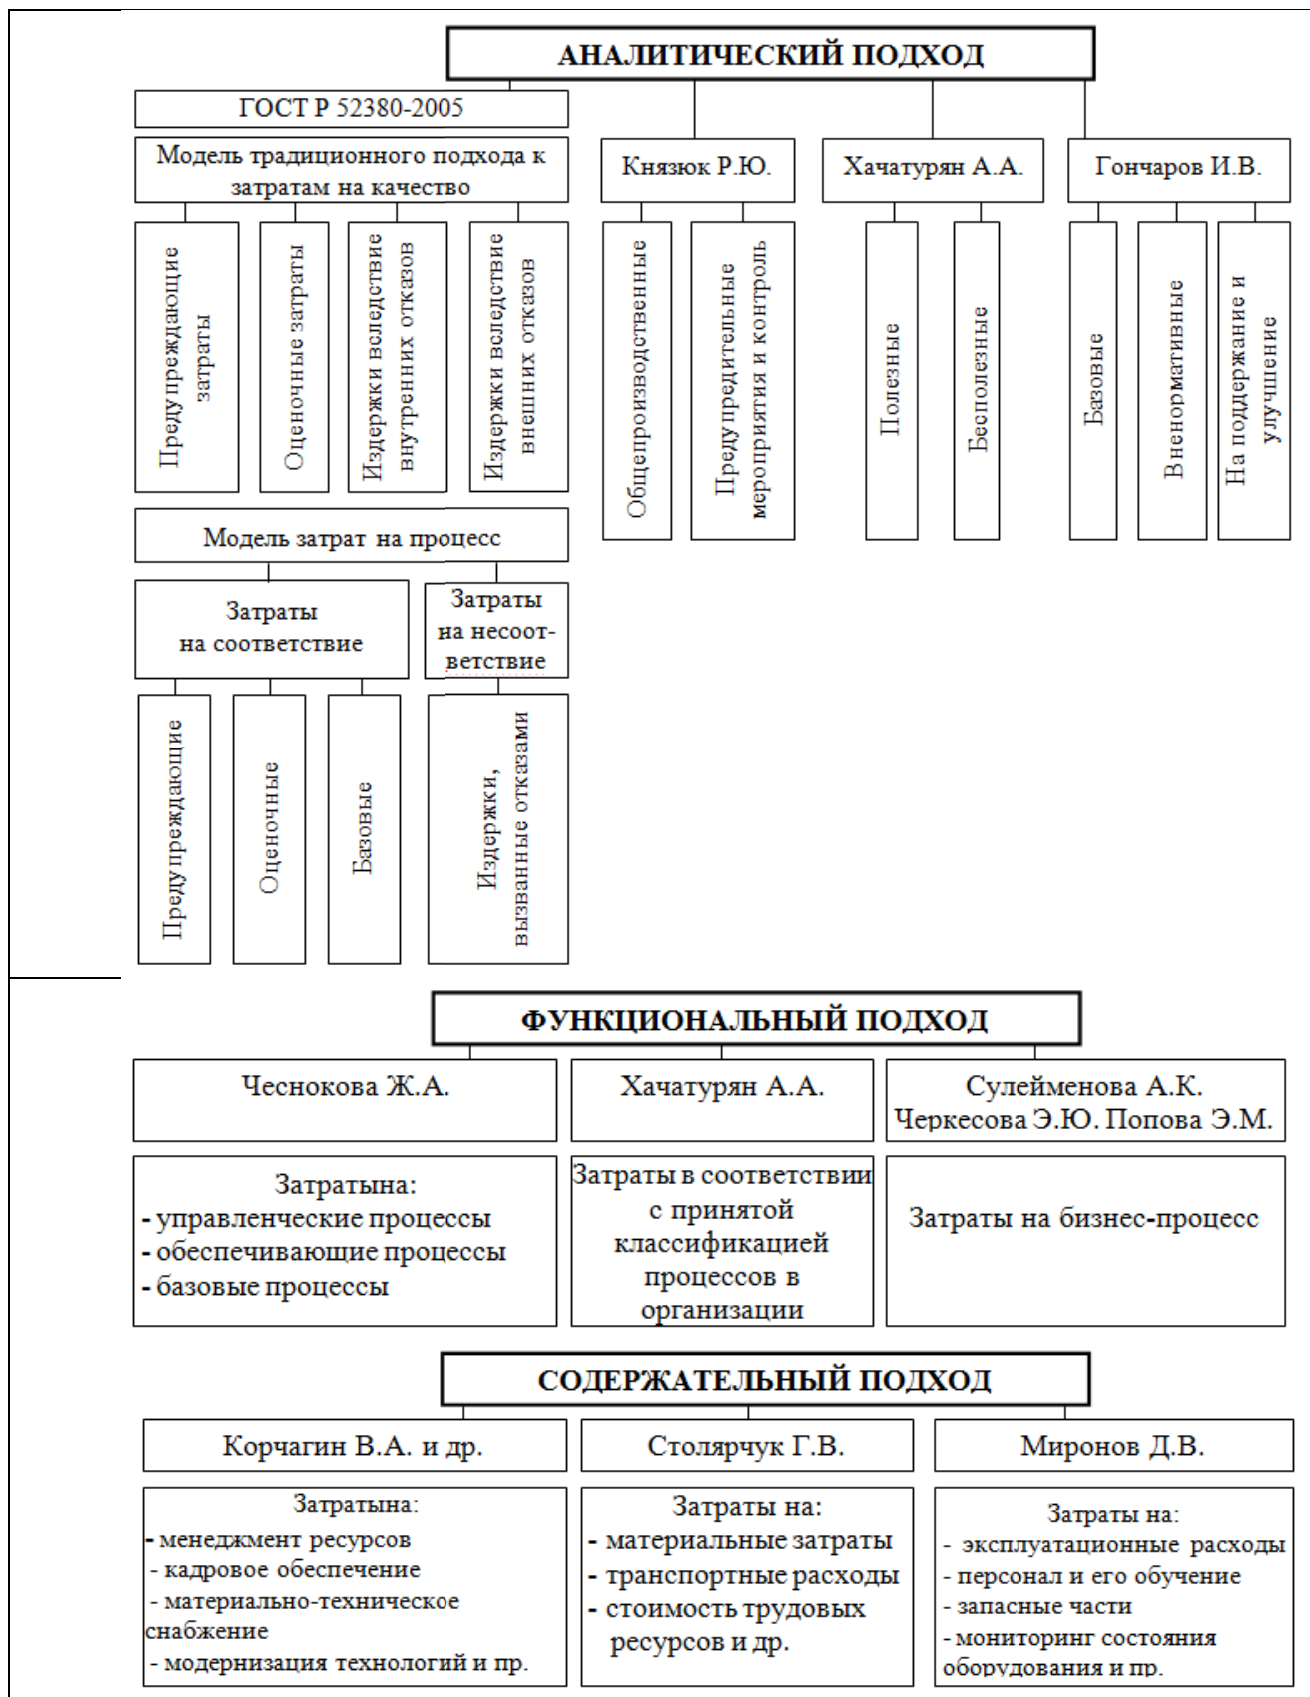 АНАЛИТИЧЕСКИЙ ПОДХОД
ГОСТ Р 52380-2005
Модель традиционного подхода к
затратам на качество
Предупреждающие
затраты
Оценочные затраты
Издержки вследствие
внутренних отказов
Издержки вследствие
внешних отказов
Князюк Р.Ю.
Общепроизводственные
Предупредительные
мероприятия и контроль
Хачатурян А.А.
Полезные
Бесполезные
Гончаров И.В.
Базовые
Вненормативные
На поддержание и
улучшение
Модель затрат на процесс
Затраты
на соответствие
Затраты
на несоот-
ветствие
Предупреждающие
Оценочные
Базовые
Издержки,
вызванные отказами
ФУНКЦИОНАЛЬНЫЙ ПОДХОД
Чеснокова Ж.А.
Затратына:
- управленческие процессы
- обеспечивающие процессы
- базовые процессы
Хачатурян А.А.
Затраты в соответствии
с принятой
классификацией
процессов в
организации
Сулейменова А.К.
Черкесова Э.Ю. Попова Э.М.
Затраты на бизнес-процесс
СОДЕРЖАТЕЛЬНЫЙ ПОДХОД
Корчагин В.А. и др.
Затратына:
- менеджмент ресурсов
- кадровое обеспечение
- материально-техническое
снабжение
- модернизация технологий и пр.
Столярчук Г.В.
Затраты на:
- материальные затраты
- транспортные расходы
- стоимость трудовых
ресурсов и др.
Миронов Д.В.
Затраты на:
- эксплуатационные расходы
- персонал и его обучение
- запасные части
- мониторинг состояния
оборудования и пр.